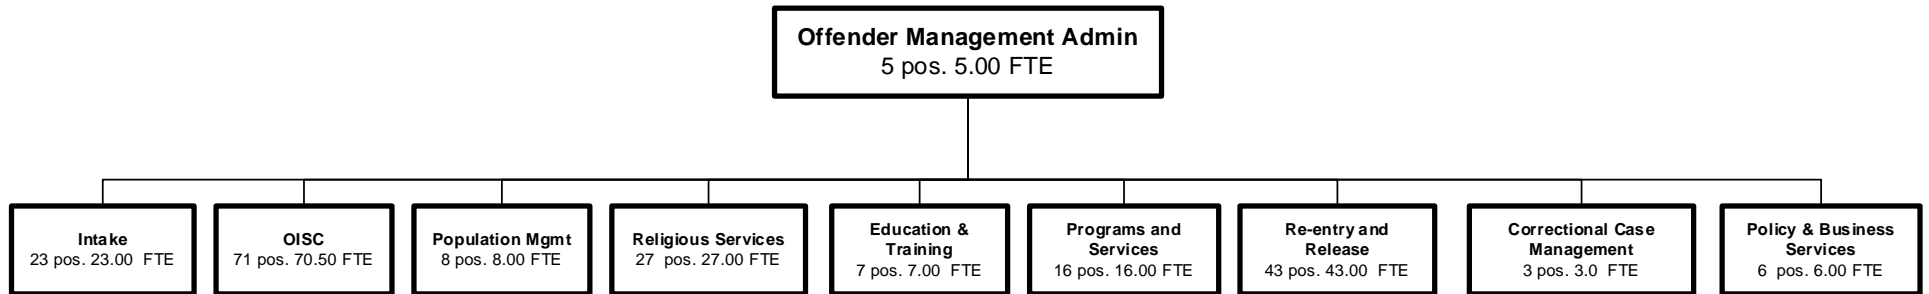 Offender Management Admin
5 pos. 5.00 FTE
Intake
23 pos. 23.00 FTE
OISC
71 pos. 70.50 FTE
Population Mgmt
8 pos. 8.00 FTE
Religious Services
27 pos. 27.00 FTE
Education &
Training
7 pos. 7.00 FTE
Programs and
Services
16 pos. 16.00 FTE
Re-entry and
Release
43 pos. 43.00 FTE
Correctional Case
Management
3 pos. 3.0 FTE
Policy & Business
Services
6 pos. 6.00 FTE